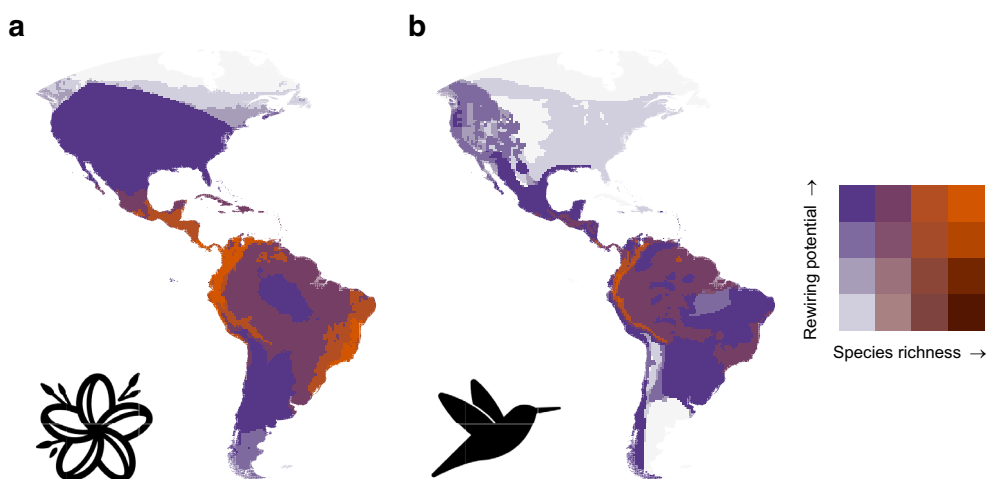 a
b
Rewiring potential →
Species richness →